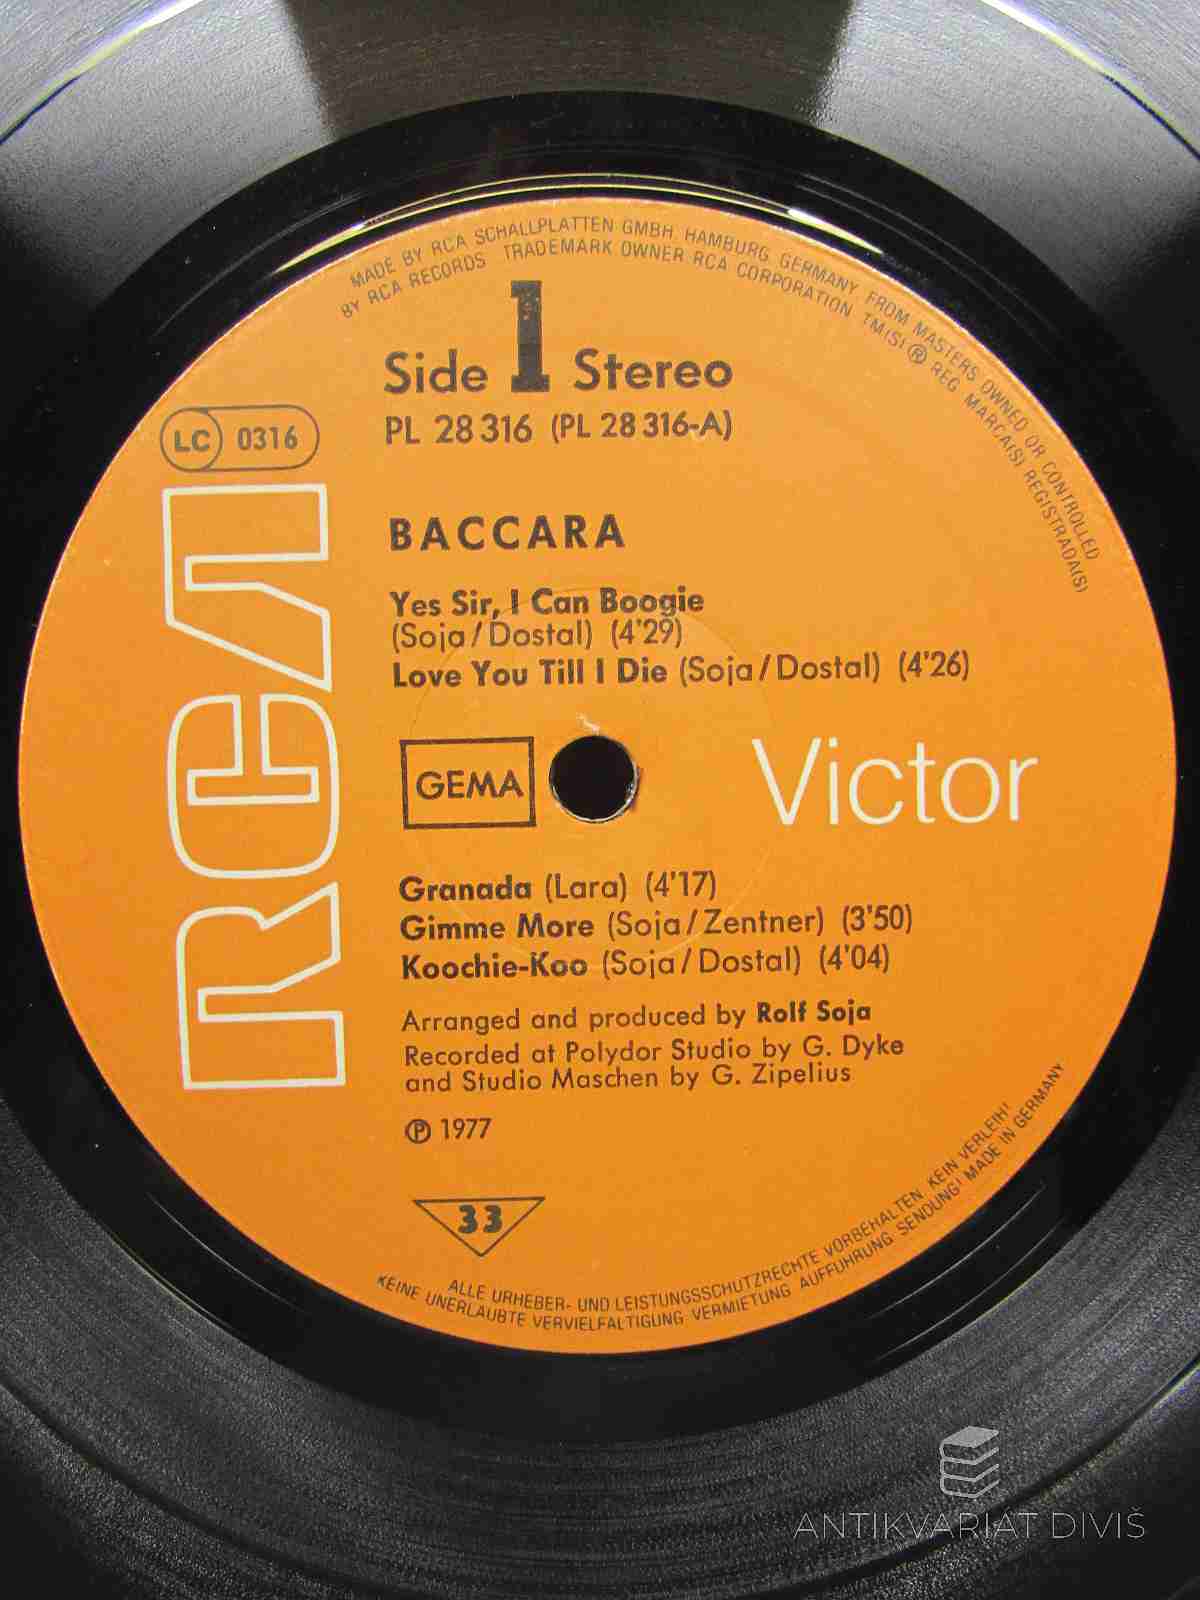 MADE BY RCA SCHALLPLATTEN GMBH, HAMBURG, GERMANY FROM MASTERS OWNED OR CONTROLLED
BY RCA RECORDS TRADEMARK OWNER RCA CORPORATION TM(S) ® REG MARCA(S) REGISTRADA(S)
Side 1 Stereo
PL 28 316 (PL 28 316-A)
LC 0316
RCA
BACCARA
Yes Sir, I Can Boogie
(Soja/Dostal) (4'29)
Love You Till I Die (Soja/Dostal) (4'26)
GEMA
Victor
Granada (Lara) (4'17)
Gimme More (Soja/Zentner) (3'50)
Koochie-Koo (Soja/Dostal) (4'04)
Arranged and produced by Rolf Soja
Recorded at Polydor Studio by G. Dyke
and Studio Maschen by G. Zipelius
℗ 1977
33
ALLE URHEBER- UND LEISTUNGSSCHUTZRECHTE VORBEHALTEN. KEIN VERLEIH!
KEINE UNERLAUBTE VERVIELFÄLTIGUNG VERMIETUNG AUFFÜHRUNG SENDUNG! MADE IN GERMANY
ANTIKVARIAT DIVIŠ